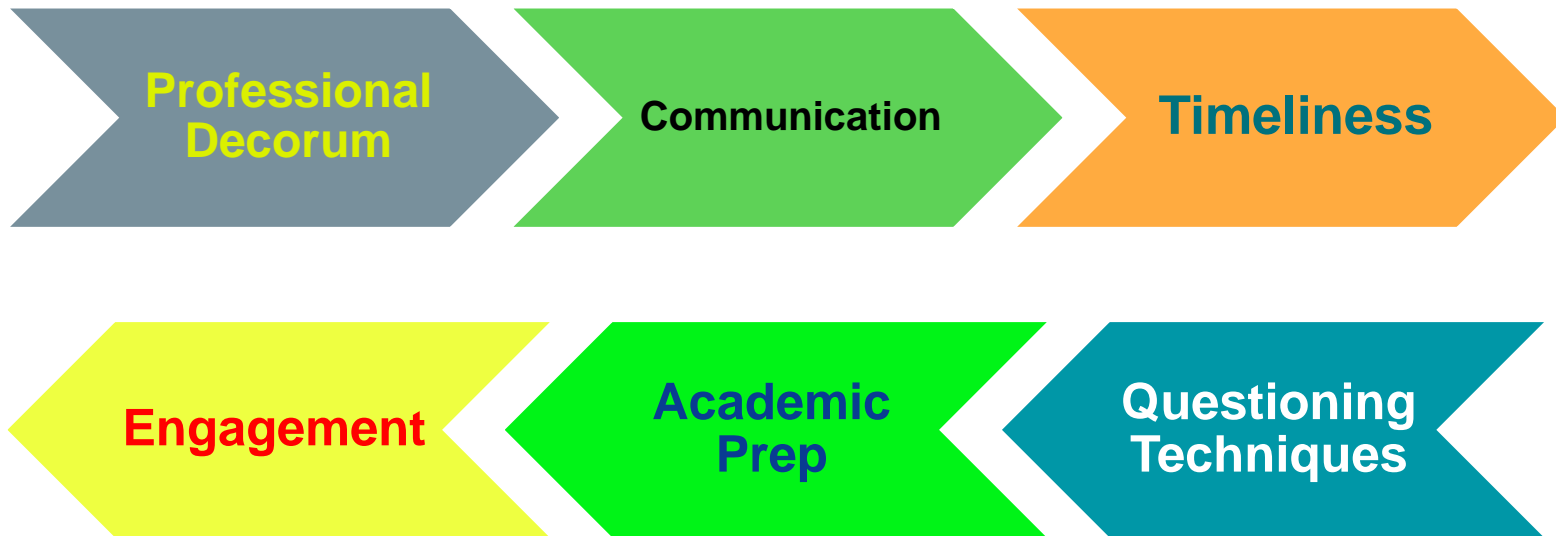 Professional
Decorum
Communication
Timeliness
Engagement
Academic
Prep
Questioning
Techniques